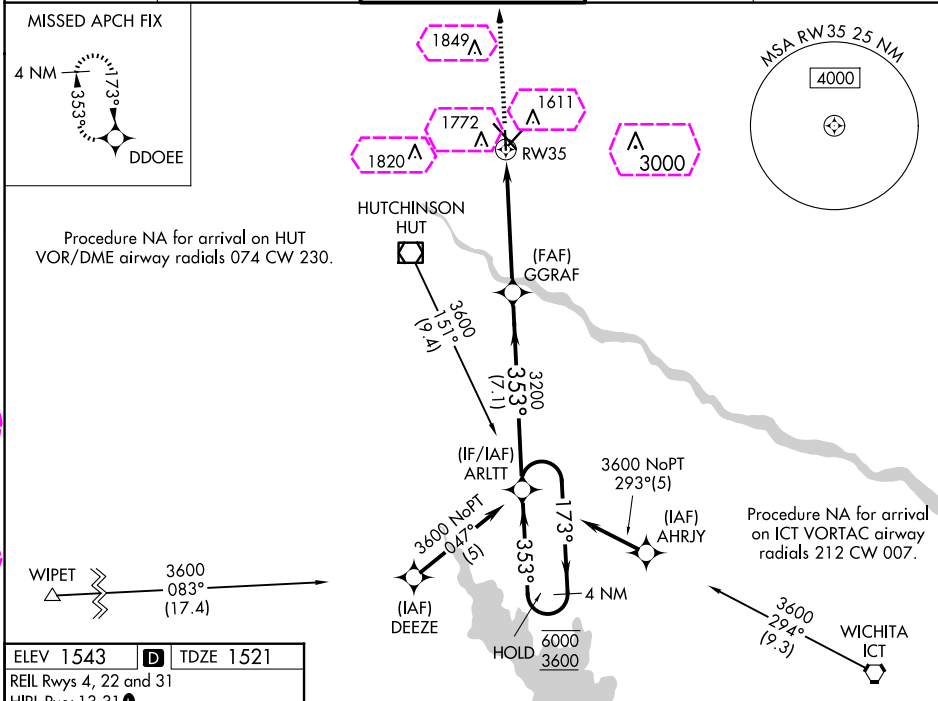 MISSED APCH FIX
4 NM
353°
173°
DDOEE
1849
1611
1772
1820
RW35
3000
MSA RW35 25 NM
4000
Procedure NA for arrival on HUT
VOR/DME airway radials 074 CW 230.
HUTCHINSON
HUT
3600
151°
(9.4)
(FAF)
GGRAF
3200
353°
(7.1)
(IF/IAF)
ARLTT
3600 NoPT
293°(5)
(IAF)
AHRJY
Procedure NA for arrival
on ICT VORTAC airway
radials 212 CW 007.
3600 NoPT
047°
(5)
353°
173°
WIPET
3600
083°
(17.4)
(IAF)
DEEZE
4 NM
HOLD
6000
3600
3600
294°
(9.3)
WICHITA
ICT
ELEV 1543
D
TDZE 1521
REIL Rwys 4, 22 and 31